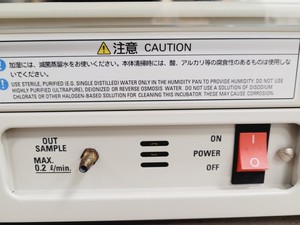 ⚠注意 CAUTION
加湿には、滅菌蒸留水をお使いください。本体清掃時には、酸、アルカリ等の腐食性のあるものは使用しな
いでください。
USE STERILE, PURIFIED (E.G. SINGLE DISTILLED) WATER ONLY IN THE HUMIDITY PAN TO PROVIDE HUMIDITY. DO NOT USE
HIGHLY PURIFIED (ULTRAPURE), DEIONIZED OR REVERSE OSMOSIS WATER. DO NOT USE A SOLUTION OF DISODIUM
CHLORATS OR OTHER HALOGEN-BASED SOLUTION FOR CLEANING THIS INCUBATOR. THESE MAY CAUSE CORROSION.
OUT
SAMPLE
MAX.
0.2 ℓ/min.
ON
POWER
OFF